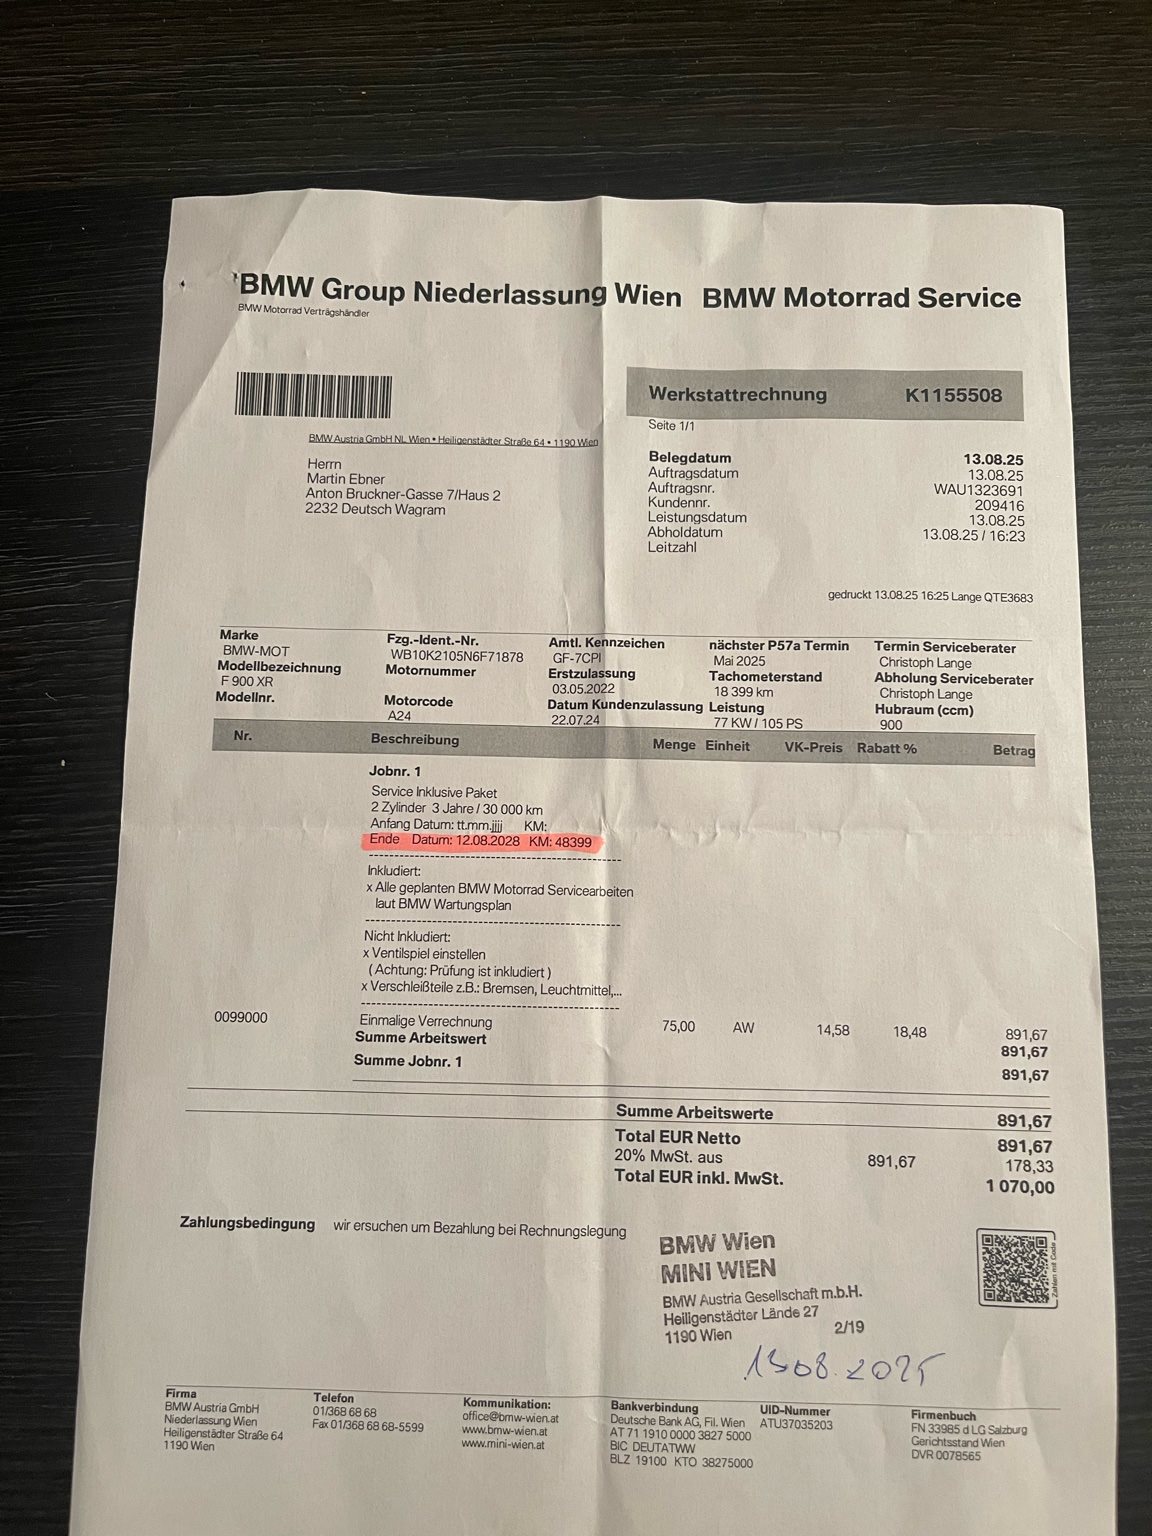 BMW Group Niederlassung Wien BMW Motorrad Service
BMW Motorrad Vertragshändler
Werkstattrechnung K1155508
Seite 1/1
BMW Austria GmbH NL Wien • Heiligenstädter Straße 64 • 1190 Wien
Herrn
Martin Ebner
Anton Bruckner-Gasse 7/Haus 2
2232 Deutsch Wagram
Belegdatum 13.08.25
Auftragsdatum 13.08.25
Auftragsnr. WAU1323691
Kundennr. 209416
Leistungsdatum 13.08.25
Abholdatum 13.08.25 / 16:23
Leitzahl
gedruckt 13.08.25 16:25 Lange QTE3683
Marke Fzg.-Ident.-Nr. Amtl. Kennzeichen nächster P57a Termin Termin Serviceberater
BMW-MOT WB10K2105N6F71878 GF-7CPI Mai 2025 Christoph Lange
Modellbezeichnung Motornummer Erstzulassung Tachometerstand Abholung Serviceberater
F 900 XR 03.05.2022 18 399 km Christoph Lange
Modellnr. Motorcode Datum Kundenzulassung Leistung Hubraum (ccm)
A24 22.07.24 77 KW / 105 PS 900
Nr. Beschreibung Menge Einheit VK-Preis Rabatt % Betrag
Jobnr. 1
Service Inklusive Paket
2 Zylinder 3 Jahre / 30 000 km
Anfang Datum: tt.mm.jjjj KM:
Ende Datum: 12.08.2028 KM: 48399
Inkludiert:
x Alle geplanten BMW Motorrad Servicearbeiten
laut BMW Wartungsplan
Nicht Inkludiert:
x Ventilspiel einstellen
( Achtung: Prüfung ist inkludiert )
x Verschleißteile z.B.: Bremsen, Leuchtmittel,...
0099000 Einmalige Verrechnung 75,00 AW 14,58 18,48 891,67
Summe Arbeitswert 891,67
Summe Jobnr. 1 891,67
Summe Arbeitswerte 891,67
Total EUR Netto 891,67
20% MwSt. aus 891,67 178,33
Total EUR inkl. MwSt. 1 070,00
Zahlungsbedingung wir ersuchen um Bezahlung bei Rechnungslegung
BMW Wien
MINI WIEN
BMW Austria Gesellschaft m.b.H.
Heiligenstädter Lände 27
1190 Wien 2/19
Zahlen mit Code
13.08.2025
Firma
BMW Austria GmbH
Niederlassung Wien
Heiligenstädter Straße 64
1190 Wien
Telefon
01/368 68 68
Fax 01/368 68 68-5599
Kommunikation:
office@bmw-wien.at
www.bmw-wien.at
www.mini-wien.at
Bankverbindung
Deutsche Bank AG, Fil. Wien
AT 71 1910 0000 3827 5000
BIC DEUTATWW
BLZ 19100 KTO 38275000
UID-Nummer
ATU37035203
Firmenbuch
FN 33985 d LG Salzburg
Gerichtsstand Wien
DVR 0078565